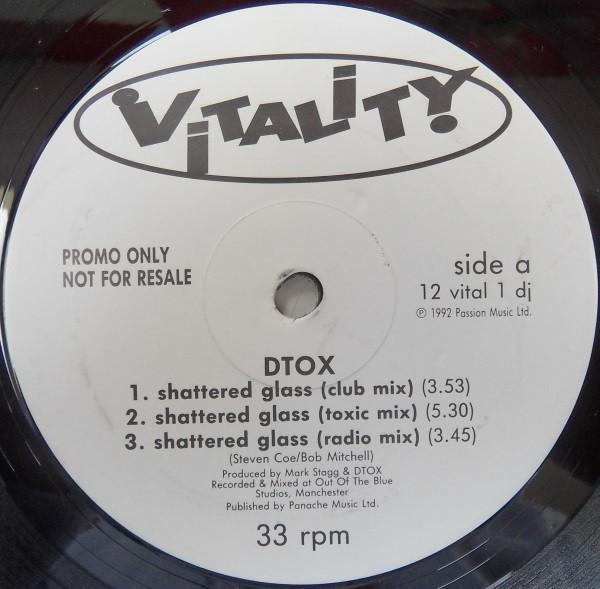 ViTALiTY
PROMO ONLY
NOT FOR RESALE
side a
12 vital 1 dj
℗ 1992 Passion Music Ltd.
DTOX
1. shattered glass (club mix) (3.53)
2. shattered glass (toxic mix) (5.30)
3. shattered glass (radio mix) (3.45)
(Steven Coe/Bob Mitchell)
Produced by Mark Stagg & DTOX
Recorded & Mixed at Out Of The Blue
Studios, Manchester
Published by Panache Music Ltd.
33 rpm